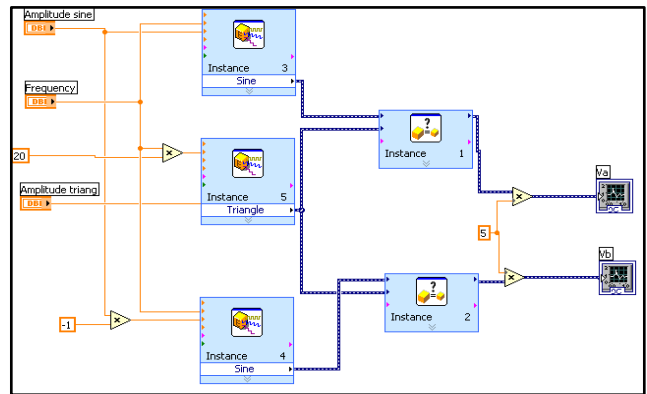 Amplitude sine
DBL
Instance 3
Sine
Frequency
DBL
?
Instance 1
20
Instance 5
Triangle
Amplitude triang
DBL
Va
5
Vb
?
Instance 2
-1
Instance 4
Sine